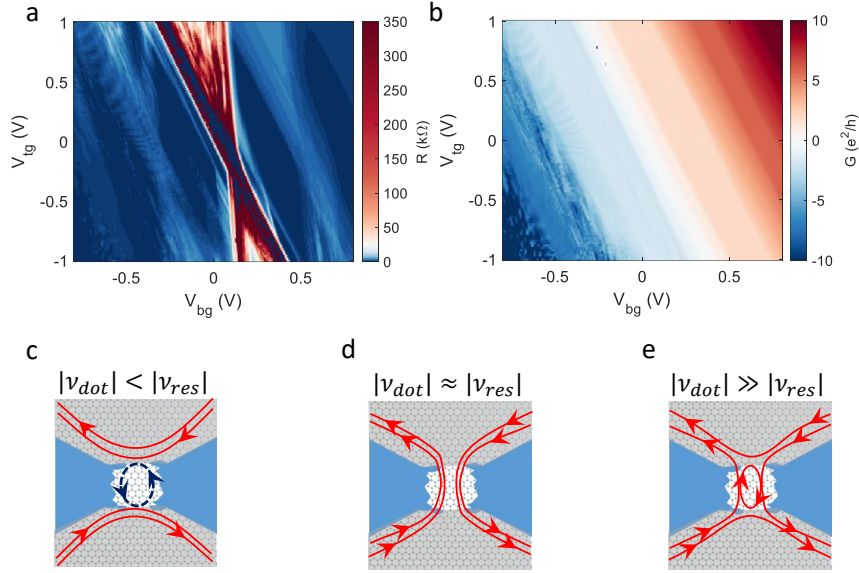 a
b
1
0.5
0
-0.5
-1
V_tg (V)
-0.5
0
0.5
V_bg (V)
350
300
250
200
150
100
50
0
R (kΩ)
1
0.5
0
-0.5
-1
V_tg (V)
-0.5
0
0.5
V_bg (V)
10
5
0
-5
-10
G (e²/h)
c
d
e
|ν_dot| < |ν_res|
|ν_dot| ≈ |ν_res|
|ν_dot| ≫ |ν_res|